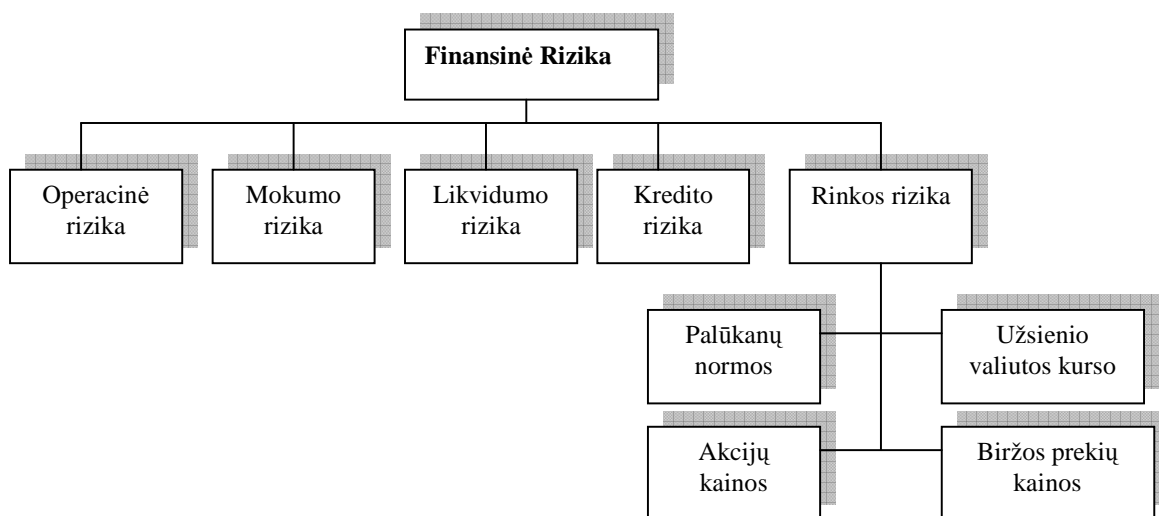 Finansinė Rizika
Operacinė
rizika
Mokumo
rizika
Likvidumo
rizika
Kredito
rizika
Rinkos rizika
Palūkanų
normos
Užsienio
valiutos kurso
Akcijų
kainos
Biržos prekių
kainos